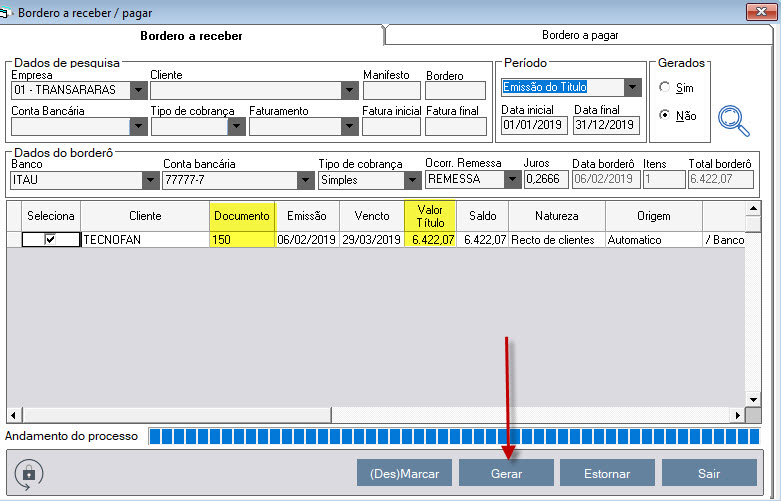 Bordero a receber / pagar
Bordero a receber
Bordero a pagar
Dados de pesquisa
Período
Gerados
Empresa
Cliente
Manifesto
Bordero
01 - TRANSARARAS
Emissão do Título
Sim
Conta Bancária
Tipo de cobrança
Faturamento
Fatura inicial
Fatura final
Data inicial
Data final
Não
01/01/2019
31/12/2019
Dados do borderô
Banco
Conta bancária
Tipo de cobrança
Ocorr. Remessa
Juros
Data borderô
Itens
Total borderô
ITAU
77777-7
Simples
REMESSA
0,2666
06/02/2019
1
6.422,07
Seleciona
Cliente
Documento
Emissão
Vencto
Valor
Título
Saldo
Natureza
Origem
TECNOFAN
150
06/02/2019
29/03/2019
6.422,07
6.422,07
Recto de clientes
Automatico
/ Banco
Andamento do processo
(Des)Marcar
Gerar
Estornar
Sair